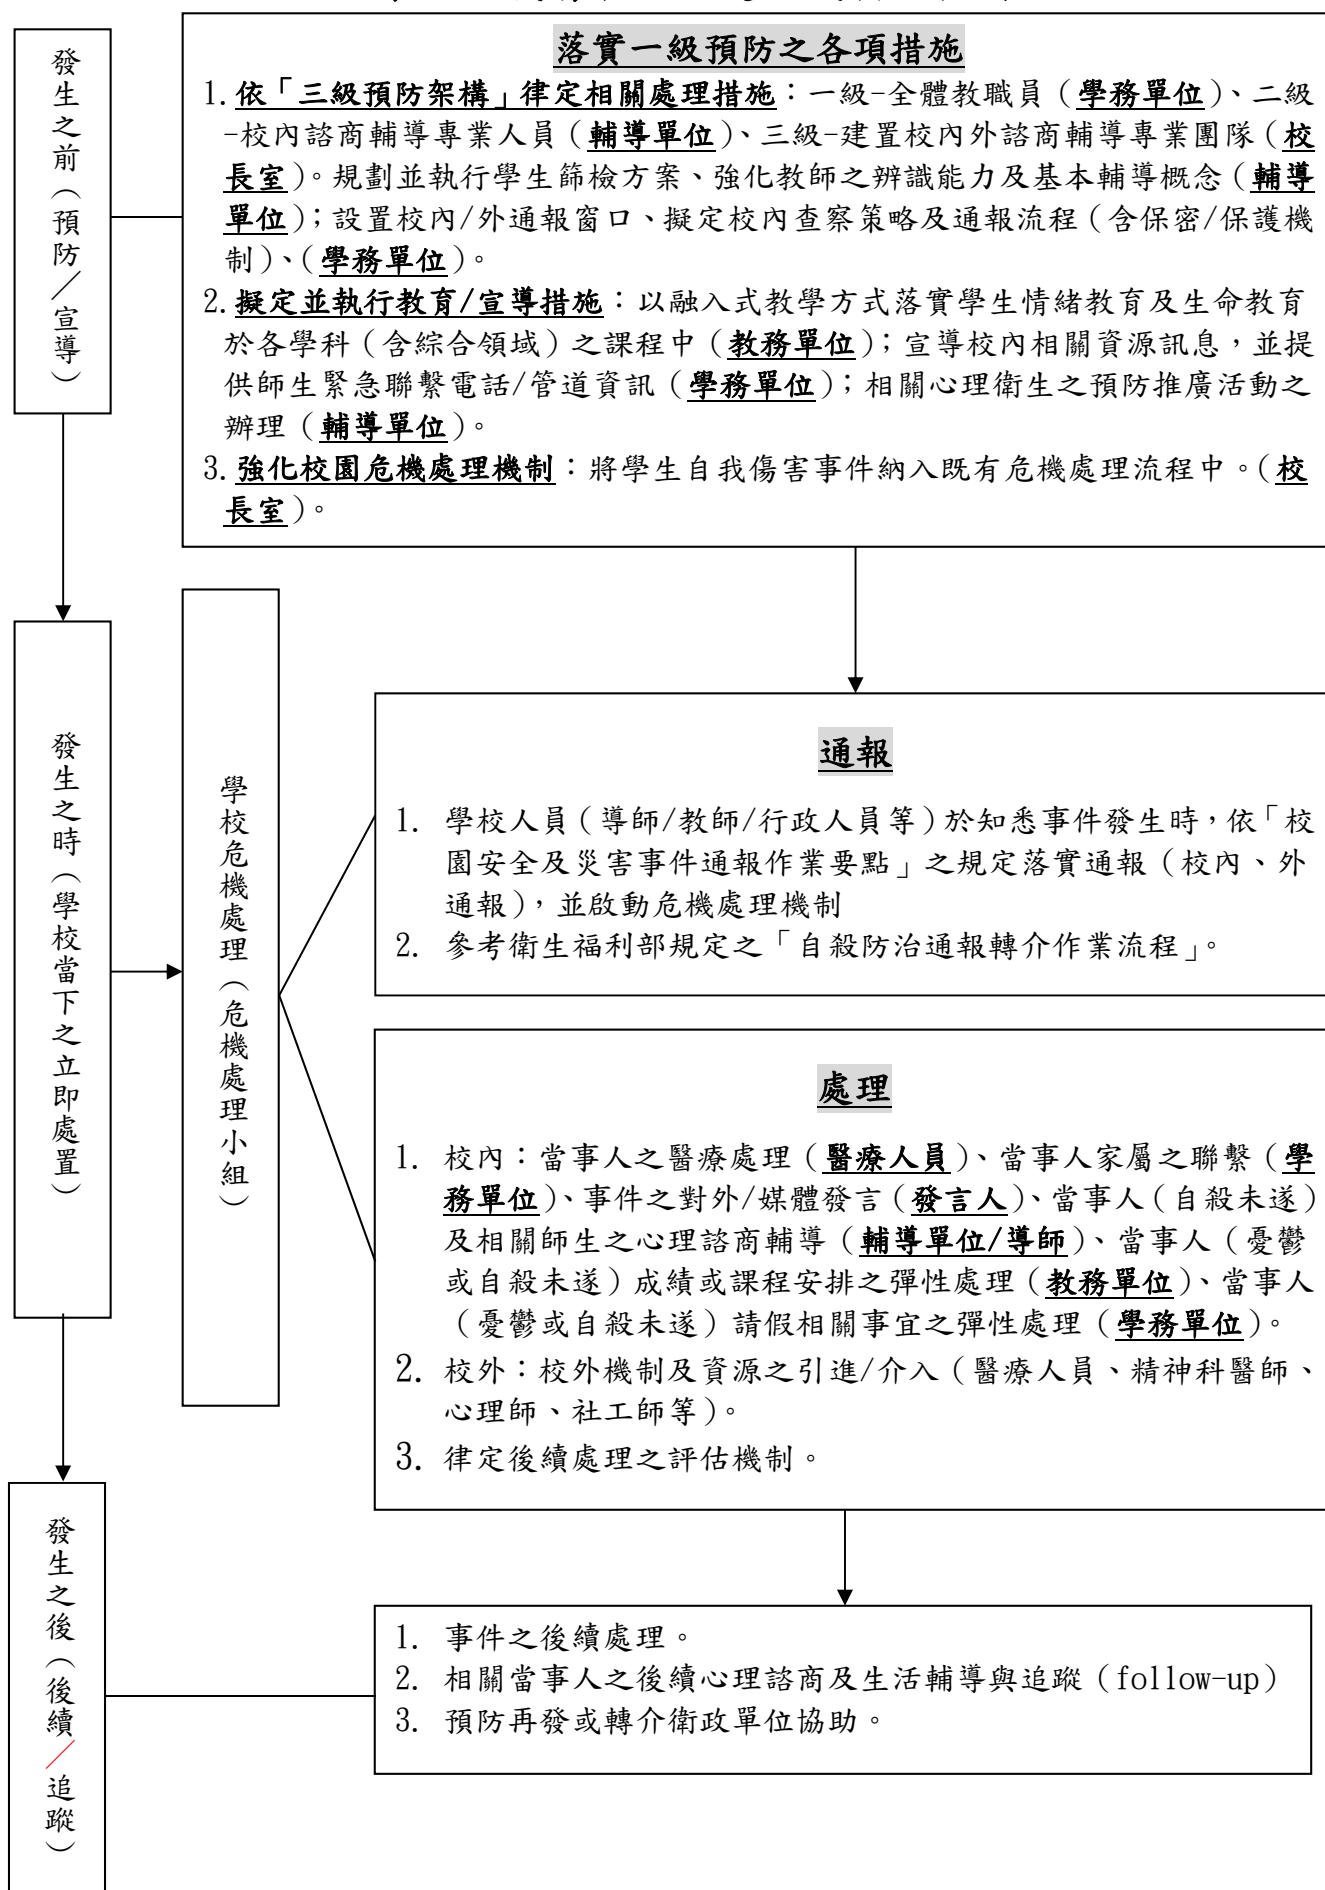 發生之前（預防／宣導）
落實一級預防之各項措施
1.依「三級預防架構」律定相關處理措施：一級-全體教職員（學務單位）、二級
-校內諮商輔導專業人員（輔導單位）、三級-建置校內外諮商輔導專業團隊（校
長室）。規劃並執行學生篩檢方案、強化教師之辨識能力及基本輔導概念（輔導
單位）；設置校內/外通報窗口、擬定校內查察策略及通報流程（含保密/保護機
制）、（學務單位）。
2.擬定並執行教育/宣導措施：以融入式教學方式落實學生情緒教育及生命教育
於各學科（含綜合領域）之課程中（教務單位）；宣導校內相關資源訊息，並提
供師生緊急聯繫電話/管道資訊（學務單位）；相關心理衛生之預防推廣活動之
辦理（輔導單位）。
3.強化校園危機處理機制：將學生自我傷害事件納入既有危機處理流程中。（校
長室）。
發生之時（學校當下之立即處置）
學校危機處理（危機處理小組）
通報
1. 學校人員（導師/教師/行政人員等）於知悉事件發生時，依「校
園安全及災害事件通報作業要點」之規定落實通報（校內、外
通報），並啟動危機處理機制
2. 參考衛生福利部規定之「自殺防治通報轉介作業流程」。
處理
1. 校內：當事人之醫療處理（醫療人員）、當事人家屬之聯繫（學
務單位）、事件之對外/媒體發言（發言人）、當事人（自殺未遂）
及相關師生之心理諮商輔導（輔導單位/導師）、當事人（憂鬱
或自殺未遂）成績或課程安排之彈性處理（教務單位）、當事人
（憂鬱或自殺未遂）請假相關事宜之彈性處理（學務單位）。
2. 校外：校外機制及資源之引進/介入（醫療人員、精神科醫師、
心理師、社工師等）。
3. 律定後續處理之評估機制。
發生之後（後續／追蹤）
1. 事件之後續處理。
2. 相關當事人之後續心理諮商及生活輔導與追蹤（follow-up）
3. 預防再發或轉介衛政單位協助。